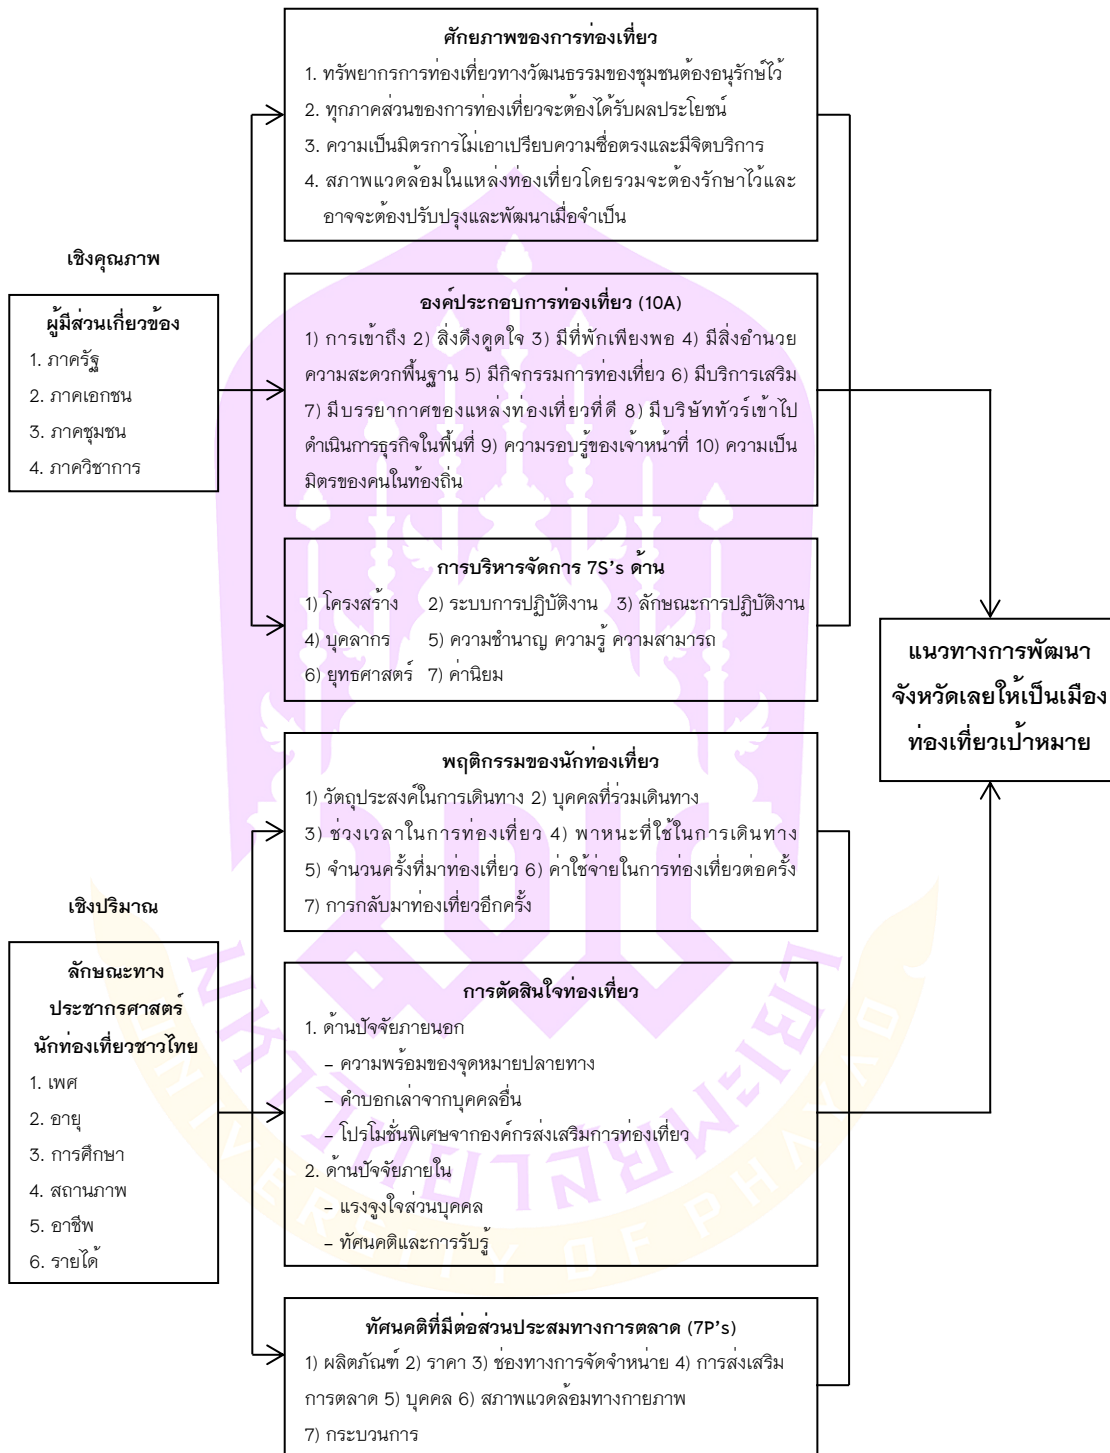 ศักยภาพของการท่องเที่ยว
1. ทรัพยากรการท่องเที่ยวทางวัฒนธรรมของชุมชนต้องอนุรักษ์ไว้
2. ทุกภาคส่วนของการท่องเที่ยวจะต้องได้รับผลประโยชน์
3. ความเป็นมิตรการไม่เอาเปรียบความซื่อตรงและมีจิตบริการ
4. สภาพแวดล้อมในแหล่งท่องเที่ยวโดยรวมจะต้องรักษาไว้และ
อาจจะต้องปรับปรุงและพัฒนาเมื่อจำเป็น
เชิงคุณภาพ
ผู้มีส่วนเกี่ยวข้อง
1. ภาครัฐ
2. ภาคเอกชน
3. ภาคชุมชน
4. ภาควิชาการ
องค์ประกอบการท่องเที่ยว (10A)
1) การเข้าถึง 2) สิ่งดึงดูดใจ 3) มีที่พักเพียงพอ 4) มีสิ่งอำนวย
ความสะดวกพื้นฐาน 5) มีกิจกรรมการท่องเที่ยว 6) มีบริการเสริม
7) มีบรรยากาศของแหล่งท่องเที่ยวที่ดี 8) มีบริษัททัวร์เข้าไป
ดำเนินการธุรกิจในพื้นที่ 9) ความรอบรู้ของเจ้าหน้าที่ 10) ความเป็น
มิตรของคนในท้องถิ่น
การบริหารจัดการ 7S's ด้าน
1) โครงสร้าง 2) ระบบการปฏิบัติงาน 3) ลักษณะการปฏิบัติงาน
4) บุคลากร 5) ความชำนาญ ความรู้ ความสามารถ
6) ยุทธศาสตร์ 7) ค่านิยม
แนวทางการพัฒนา
จังหวัดเลยให้เป็นเมือง
ท่องเที่ยวเป้าหมาย
พฤติกรรมของนักท่องเที่ยว
1) วัตถุประสงค์ในการเดินทาง 2) บุคคลที่ร่วมเดินทาง
3) ช่วงเวลาในการท่องเที่ยว 4) พาหนะที่ใช้ในการเดินทาง
5) จำนวนครั้งที่มาท่องเที่ยว 6) ค่าใช้จ่ายในการท่องเที่ยวต่อครั้ง
7) การกลับมาท่องเที่ยวอีกครั้ง
เชิงปริมาณ
ลักษณะทาง
ประชากรศาสตร์
นักท่องเที่ยวชาวไทย
1. เพศ
2. อายุ
3. การศึกษา
4. สถานภาพ
5. อาชีพ
6. รายได้
การตัดสินใจท่องเที่ยว
1. ด้านปัจจัยภายนอก
– ความพร้อมของจุดหมายปลายทาง
– คำบอกเล่าจากบุคคลอื่น
– โปรโมชั่นพิเศษจากองค์กรส่งเสริมการท่องเที่ยว
2. ด้านปัจจัยภายใน
– แรงจูงใจส่วนบุคคล
– ทัศนคติและการรับรู้
ทัศนคติที่มีต่อส่วนประสมทางการตลาด (7P's)
1) ผลิตภัณฑ์ 2) ราคา 3) ช่องทางการจัดจำหน่าย 4) การส่งเสริม
การตลาด 5) บุคคล 6) สภาพแวดล้อมทางกายภาพ
7) กระบวนการ
มหาวิทยาลัยพะเยา
UNIVERSITY OF PHAYAO